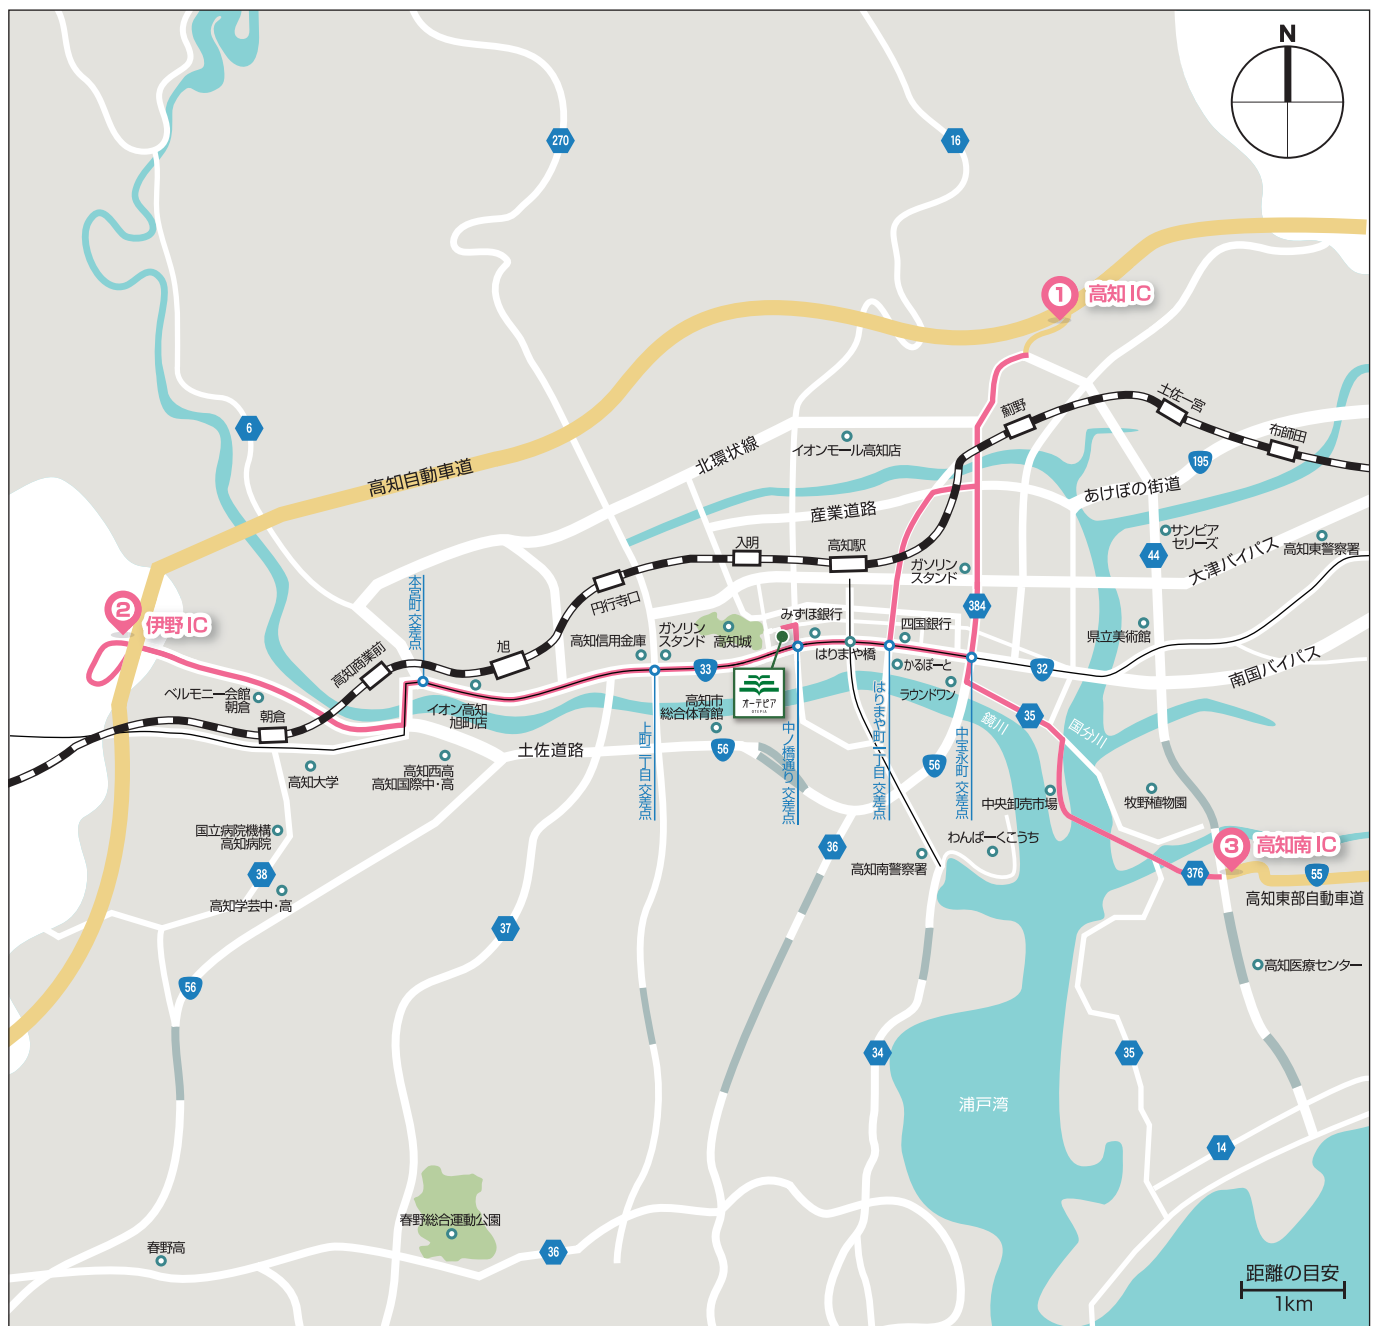 N
270
16
1
高知IC
6
北環状線
イオンモール高知店
薊野
土佐一宮
布師田
195
高知自動車道
あけぼの街道
産業道路
サンピア
セリーズ
44
高知東警察署
大津バイパス
入明
高知駅
ガソリン
スタンド
円行寺口
384
県立美術館
2
伊野IC
本宮町 交差点
高知商業前
旭
高知信用金庫
ガソリン
スタンド
高知城
みずほ銀行
はりまや橋
四国銀行
33
かるぽーと
ラウンドワン
32
南国バイパス
ベルモニー会館
朝倉
朝倉
イオン高知
旭町店
オーテピア
OTEPIA
高知市
総合体育館
35
鏡川
国分川
高知大学
高知西高
高知国際中・高
土佐道路
上町二丁目 交差点
56
中ノ橋通り 交差点
はりまや町一丁目 交差点
56
中宝永町 交差点
中央卸売市場
牧野植物園
国立病院機構
高知病院
38
高知学芸中・高
36
高知南警察署
わんぱーくこうち
3
高知南IC
376
55
高知東部自動車道
37
56
高知医療センター
34
35
浦戸湾
14
春野総合運動公園
春野高
36
距離の目安
1km